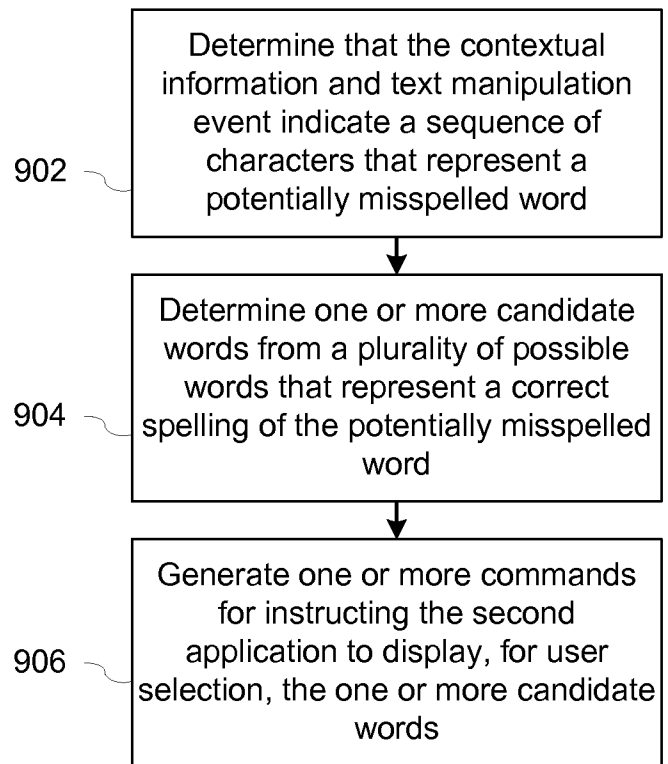 Determine that the contextual
information and text manipulation
event indicate a sequence of
characters that represent a
potentially misspelled word
902
Determine one or more candidate
words from a plurality of possible
words that represent a correct
spelling of the potentially misspelled
word
904
Generate one or more commands
for instructing the second
application to display, for user
selection, the one or more candidate
words
906